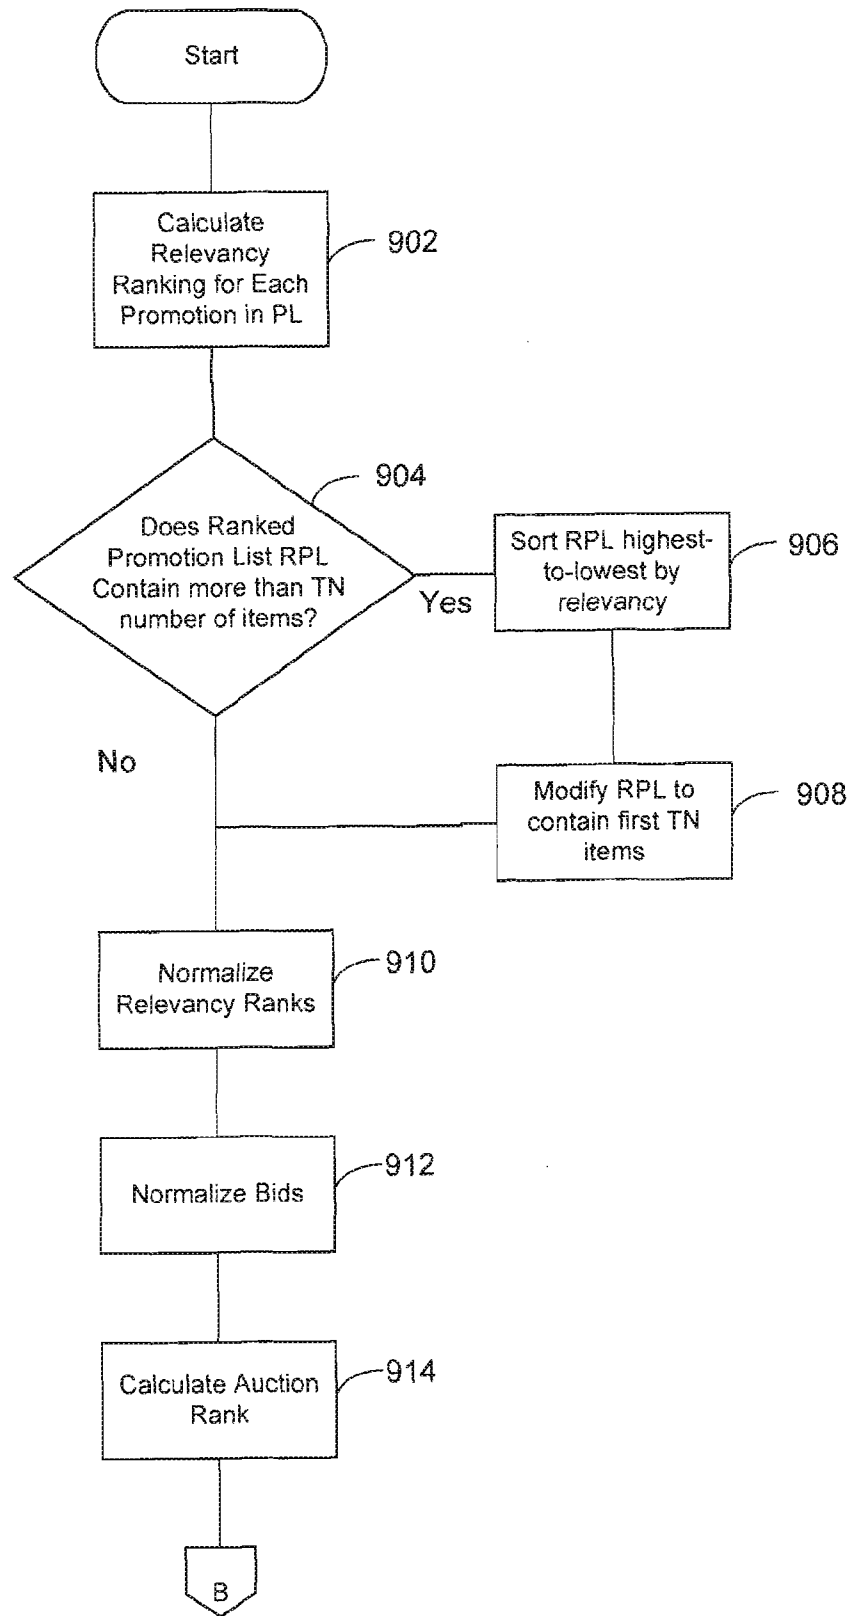 Start
Calculate
Relevancy
Ranking for Each
Promotion in PL
902
904
Does Ranked
Promotion List RPL
Contain more than TN
number of items?
Yes
Sort RPL highest-
to-lowest by
relevancy
906
No
Modify RPL to
contain first TN
items
908
Normalize
Relevancy Ranks
910
Normalize Bids
912
Calculate Auction
Rank
914
B